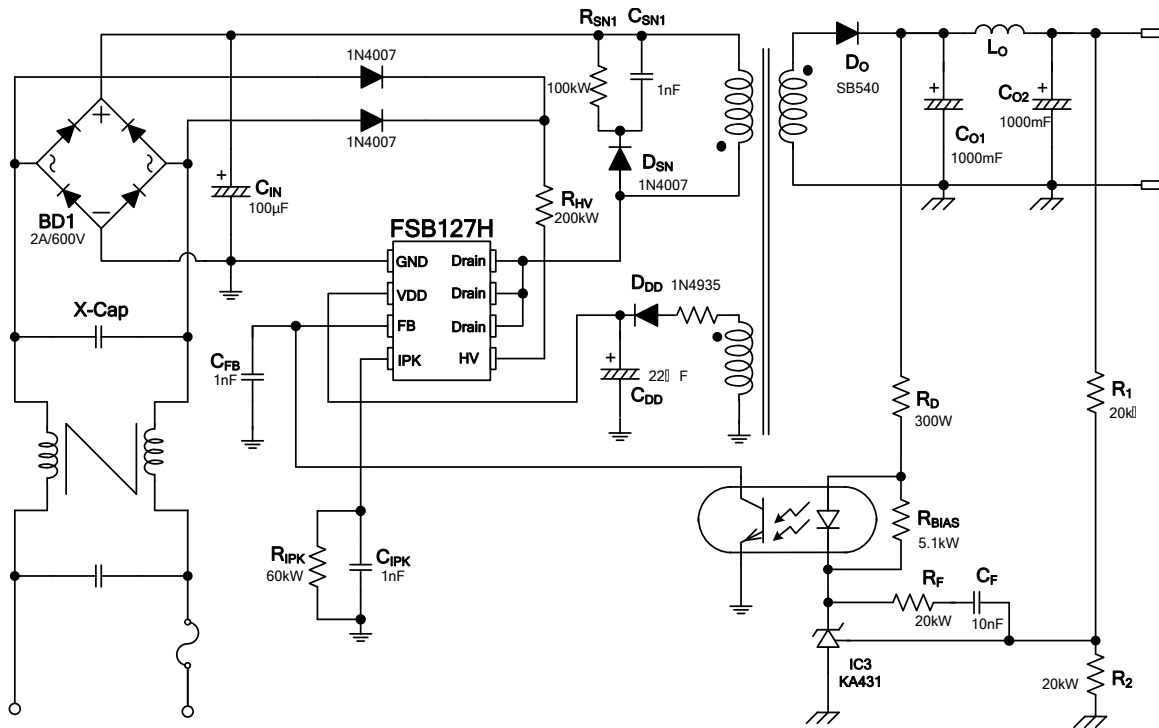 RSN1 CSN1
1N4007
100kW
1nF
DO
SB540
LO
CO2
1000mF
CO1
1000mF
1N4007
DSN
1N4007
CIN
100µF
RHV
200kW
BD1
2A/600V
FSB127H
GND Drain
VDD Drain
FB Drain
IPK HV
DDD 1N4935
X-Cap
CFB
1nF
22 F
CDD
RD
300W
R1
20k
RBIAS
5.1kW
RIPK
60kW
CIPK
1nF
RF CF
20kW 10nF
IC3
KA431
20kW R2